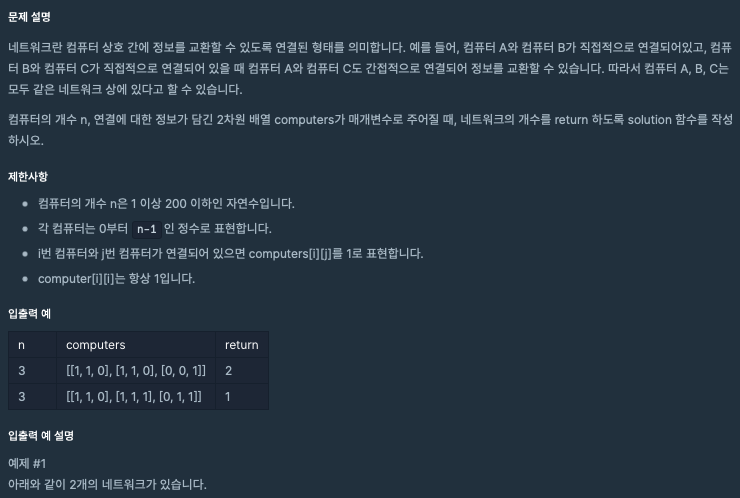 문제 설명
네트워크란 컴퓨터 상호 간에 정보를 교환할 수 있도록 연결된 형태를 의미합니다. 예를 들어, 컴퓨터 A와 컴퓨터 B가 직접적으로 연결되어있고, 컴퓨
터 B와 컴퓨터 C가 직접적으로 연결되어 있을 때 컴퓨터 A와 컴퓨터 C도 간접적으로 연결되어 정보를 교환할 수 있습니다. 따라서 컴퓨터 A, B, C는
모두 같은 네트워크 상에 있다고 할 수 있습니다.
컴퓨터의 개수 n, 연결에 대한 정보가 담긴 2차원 배열 computers가 매개변수로 주어질 때, 네트워크의 개수를 return 하도록 solution 함수를 작성
하시오.
제한사항
• 컴퓨터의 개수 n은 1 이상 200 이하인 자연수입니다.
• 각 컴퓨터는 0부터 n-1 인 정수로 표현합니다.
• i번 컴퓨터와 j번 컴퓨터가 연결되어 있으면 computers[i][j]를 1로 표현합니다.
• computer[i][i]는 항상 1입니다.
입출력 예
n computers return
3 [[1, 1, 0], [1, 1, 0], [0, 0, 1]] 2
3 [[1, 1, 0], [1, 1, 1], [0, 1, 1]] 1
입출력 예 설명
예제 #1
아래와 같이 2개의 네트워크가 있습니다.